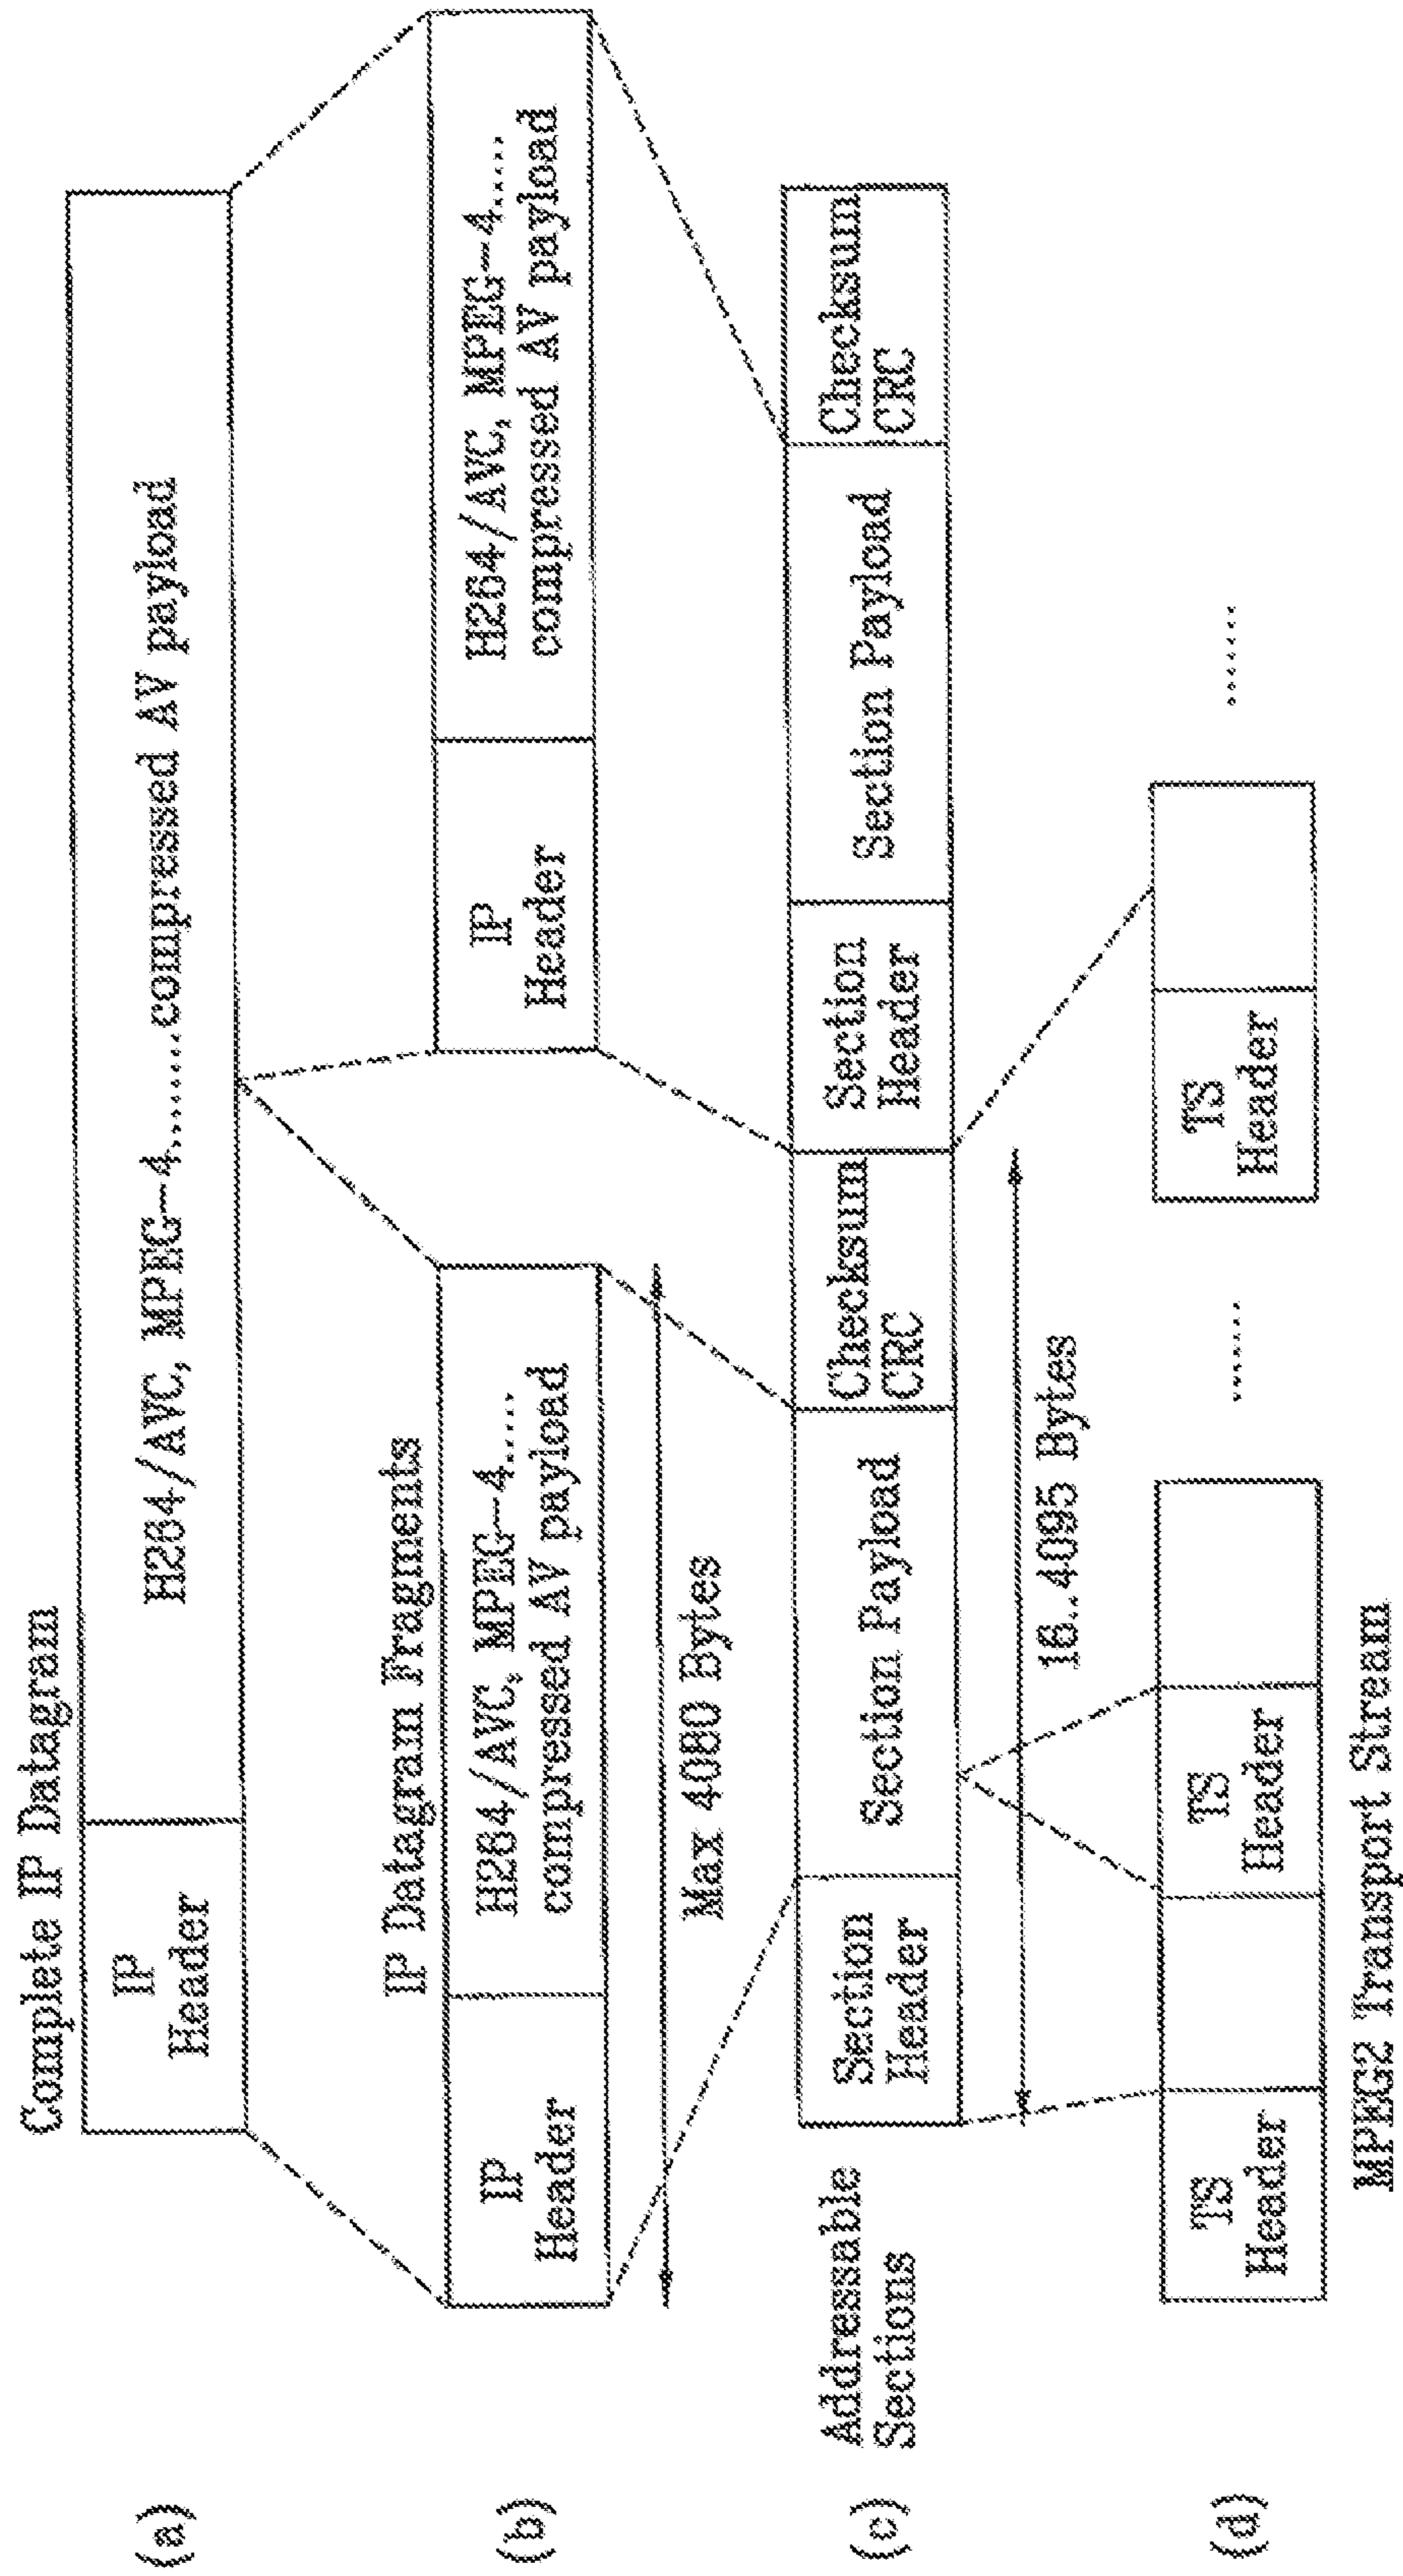 (a)
Complete IP Datagram
IP
Header
H264/AVC, MPEG-4.........compressed AV payload
(b)
IP Datagram Fragments
IP
Header
H264/AVC, MPEG-4.....
compressed AV payload
IP
Header
H264/AVC, MPEG-4.....
compressed AV payload
Max 4080 Bytes
(c)
Addressable
Sections
Section
Header
Section Payload
Checksum
CRC
Section
Header
Section Payload
Checksum
CRC
16..4095 Bytes
(d)
TS
Header
TS
Header
......
TS
Header
.......
MPEG2 Transport Stream